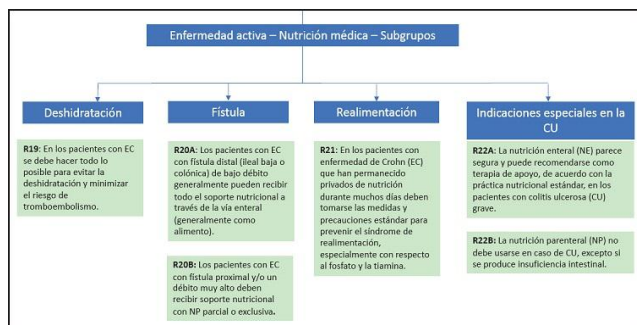 Enfermedad activa – Nutrición médica – Subgrupos
Deshidratación
R19: En los pacientes con EC
se debe hacer todo lo
posible para evitar la
deshidratación y minimizar
el riesgo de
tromboembolismo.
Fístula
R20A: Los pacientes con EC
con fístula distal (ileal baja o
colónica) de bajo débito
generalmente pueden recibir
todo el soporte nutricional a
través de la vía enteral
(generalmente como
alimento).
R20B: Los pacientes con EC
con fístula proximal y/o un
débito muy alto deben
recibir soporte nutricional
con NP parcial o exclusiva.
Realimentación
R21: En los pacientes con
enfermedad de Crohn (EC)
que han permanecido
privados de nutrición
durante muchos días deben
tomarse las medidas y
precauciones estándar para
prevenir el síndrome de
realimentación,
especialmente con respecto
al fosfato y la tiamina.
Indicaciones especiales en la
CU
R22A: La nutrición enteral (NE) parece
segura y puede recomendarse como
terapia de apoyo, de acuerdo con la
práctica nutricional estándar, en los
pacientes con colitis ulcerosa (CU)
grave.
R22B: La nutrición parenteral (NP) no
debe usarse en caso de CU, excepto si
se produce insuficiencia intestinal.